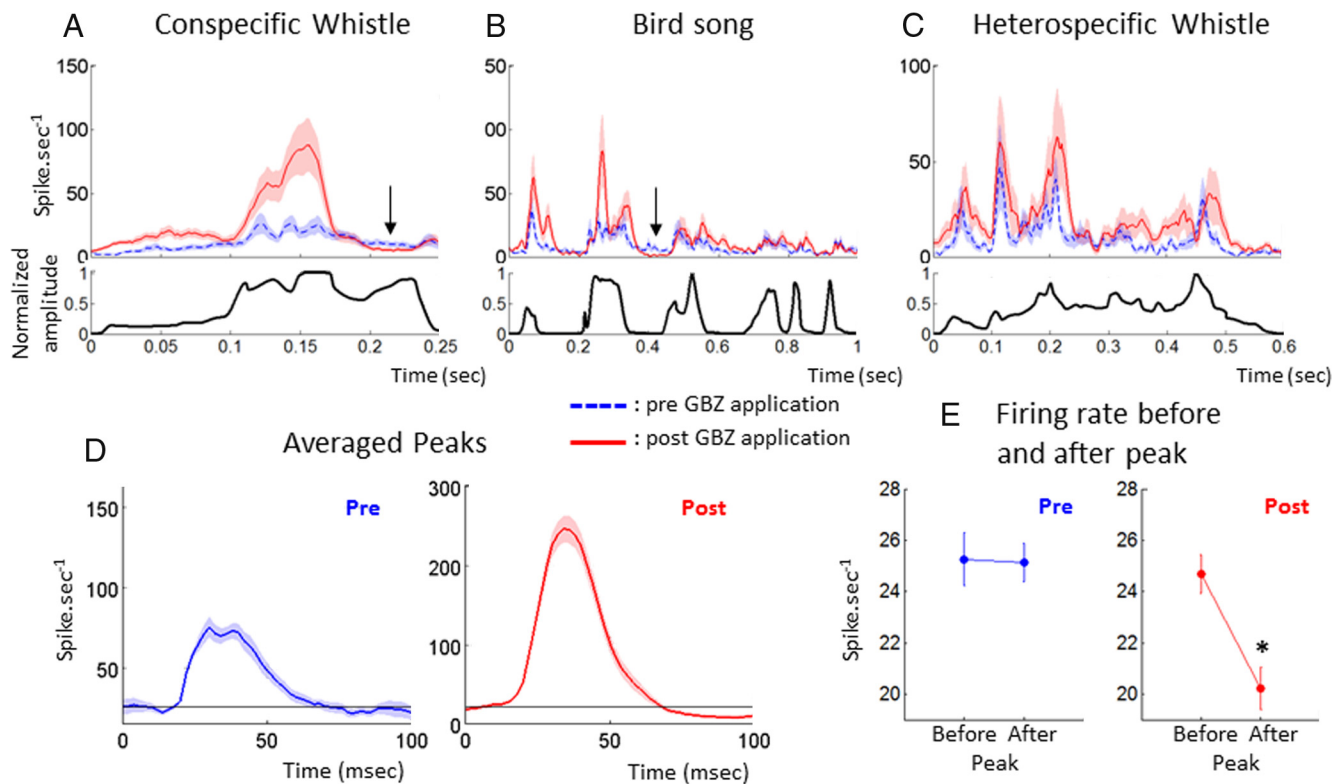 A Conspecific Whistle
B Bird song
C Heterospecific Whistle
150 100 50 0
50 00 50 0
100 50 0
Spike.sec-1
1 0.5 0
1 0.5 0
1 0.5 0
Normalized
amplitude
0 0.05 0.1 0.15 0.2 0.25
0 0.2 0.4 0.6 0.8 1
0 0.1 0.2 0.3 0.4 0.5 0.6
Time (sec)
Time (sec)
Time (sec)
: pre GBZ application
: post GBZ application
D Averaged Peaks
E Firing rate before
and after peak
Pre
150 100 50
Spike.sec-1
0 50 100
Time (msec)
Post
300 200 100 0
0 50 100
Time (msec)
Pre
28 26 24 22 20
Spike.sec-1
Before After
Peak
Post
28 26 24 22 20
*
Before After
Peak